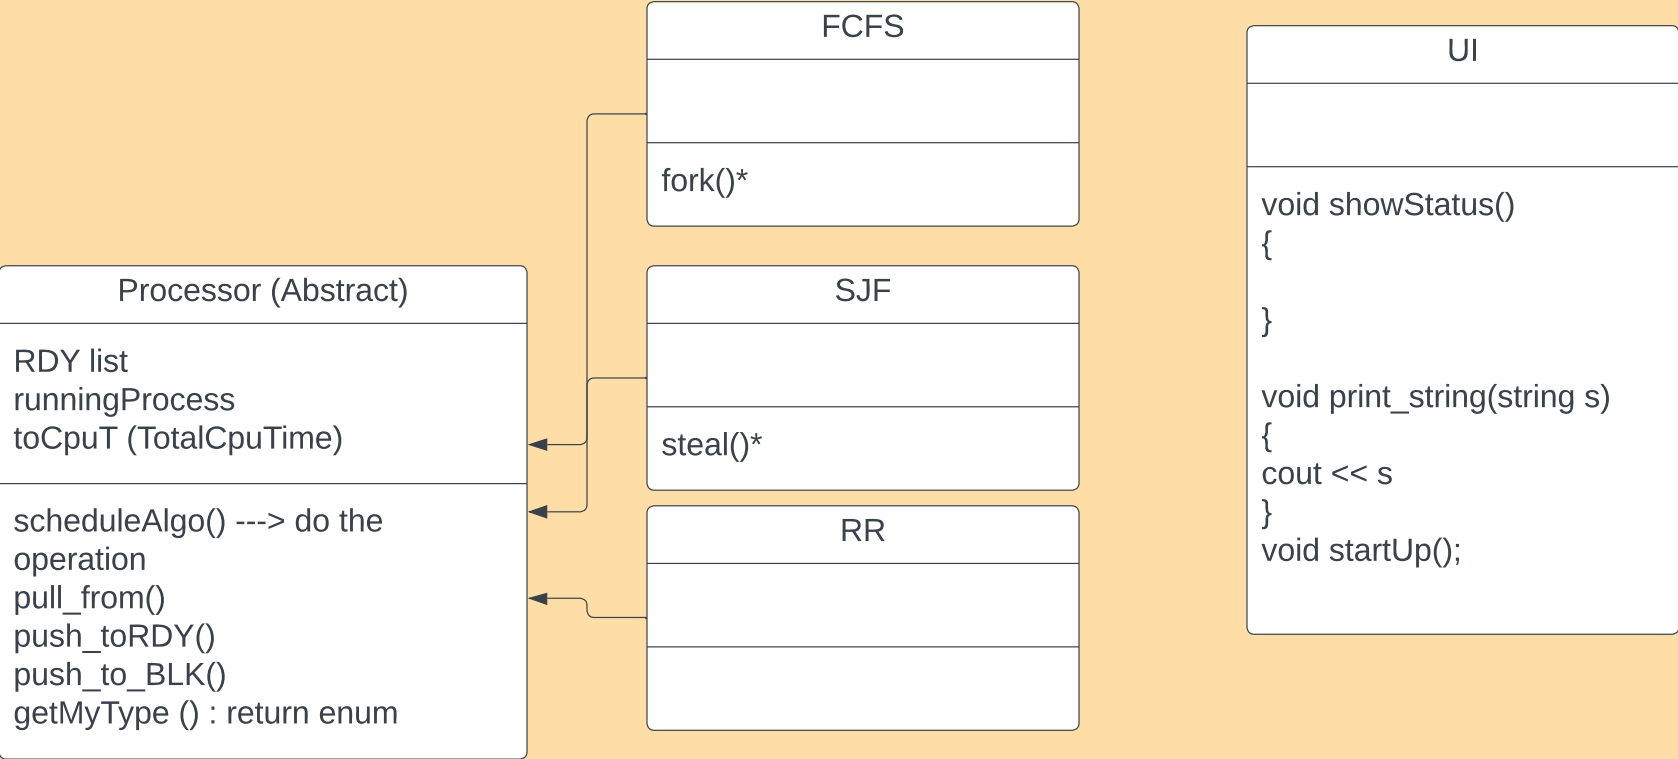 FCFS
fork()*
Processor (Abstract)
RDY list
runningProcess
toCpuT (TotalCpuTime)
scheduleAlgo() ---> do the
operation
pull_from()
push_toRDY()
push_to_BLK()
getMyType () : return enum
SJF
steal()*
RR
UI
void showStatus()
{
}
void print_string(string s)
{
cout << s
}
void startUp();